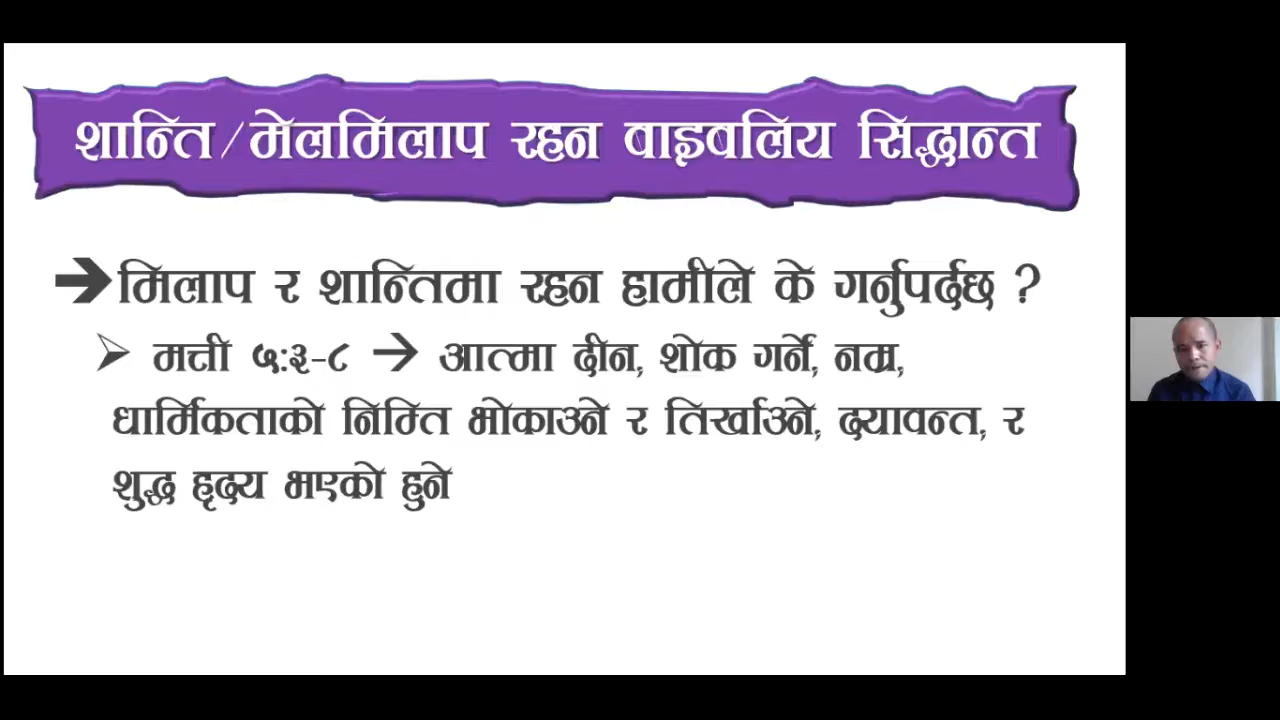 शान्ति/मेलमिलाप रहन वाइवलिय सिद्धान्त
➔मिलाप र शान्तिमा रहन हामीले के गर्नुपर्दछ ?
➢ मत्ती ५:३-८ → आत्मा दीन, शोक गर्ने, नम्र,
धार्मिकताको निम्ति भोकाउने र तिर्खाउने, दयावन्त, र
शुद्ध हृदय भएको हुने